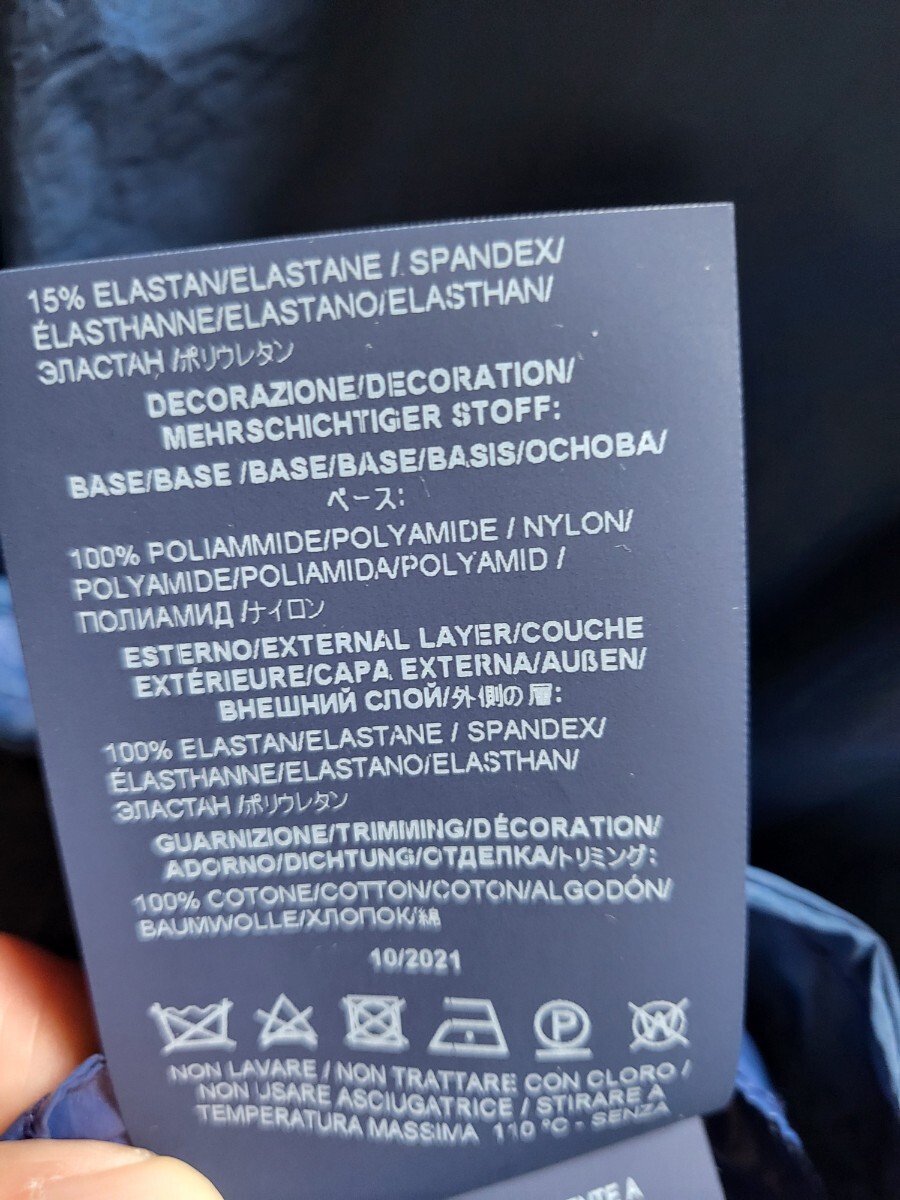 15% ELASTAN/ELASTANE / SPANDEX/
ÉLASTHANNE/ELASTANO/ELASTHAN/
ЭЛАСТАН /ポリウレタン
DECORAZIONE/DECORATION/
MEHRSCHICHTIGER STOFF:
BASE/BASE /BASE/BASE/BASIS/ОСНОВА/
ベース:
100% POLIAMMIDE/POLYAMIDE / NYLON/
POLYAMIDE/POLIAMIDA/POLYAMID /
ПОЛИАМИД /ナイロン
ESTERNO/EXTERNAL LAYER/COUCHE
EXTÉRIEURE/CAPA EXTERNA/AUßEN/
ВНЕШНИЙ СЛОЙ/外側の層:
100% ELASTAN/ELASTANE / SPANDEX/
ÉLASTHANNE/ELASTANO/ELASTHAN/
ЭЛАСТАН /ポリウレタン
GUARNIZIONE/TRIMMING/DÉCORATION/
ADORNO/DICHTUNG/ОТДЕПКА/トリミング:
100% COTONE/COTTON/COTON/ALGODÓN/
BAUMWOLLE/ХЛОПОК/綿
10/2021
P W
NON LAVARE / NON TRATTARE CON CLORO /
NON USARE ASCIUGATRICE / STIRARE A
TEMPERATURA MASSIMA 110 °C - SENZA